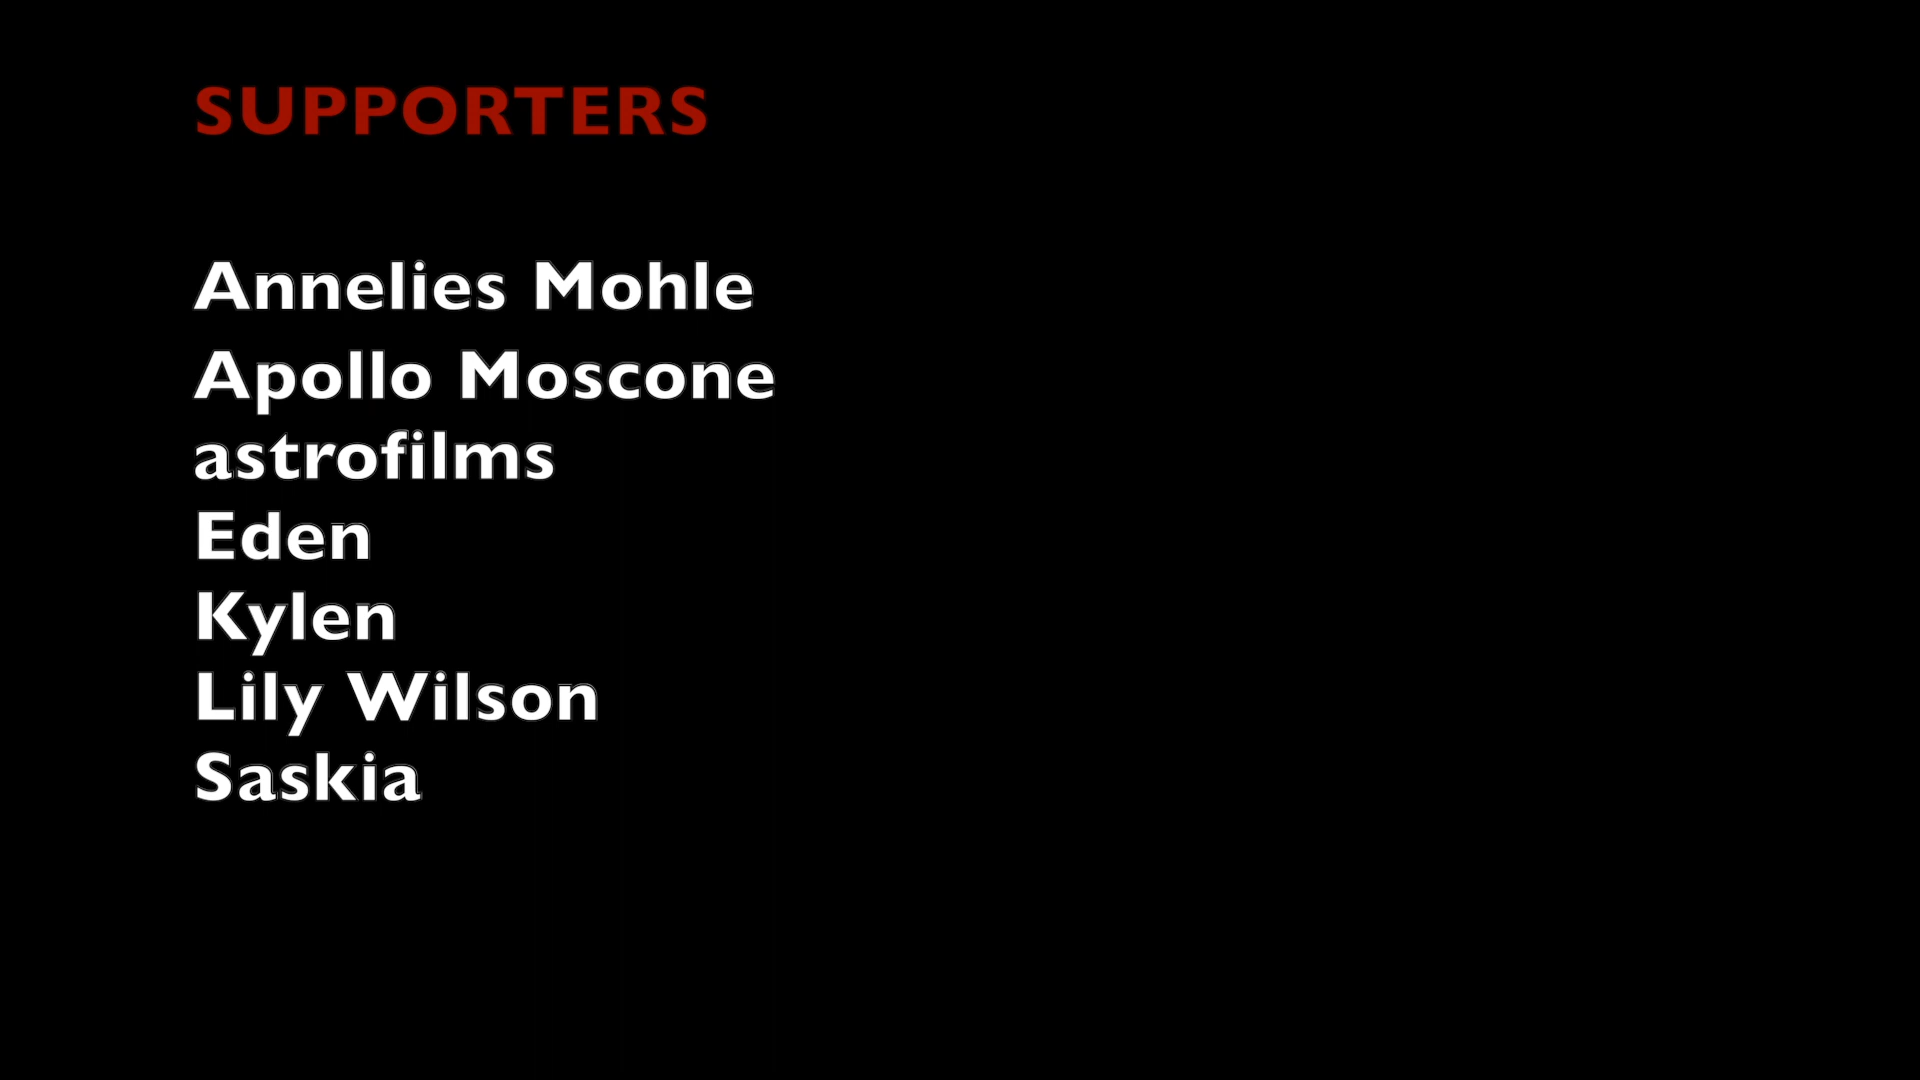 SUPPORTERS
Annelies Mohle
Apollo Moscone
astrofilms
Eden
Kylen
Lily Wilson
Saskia